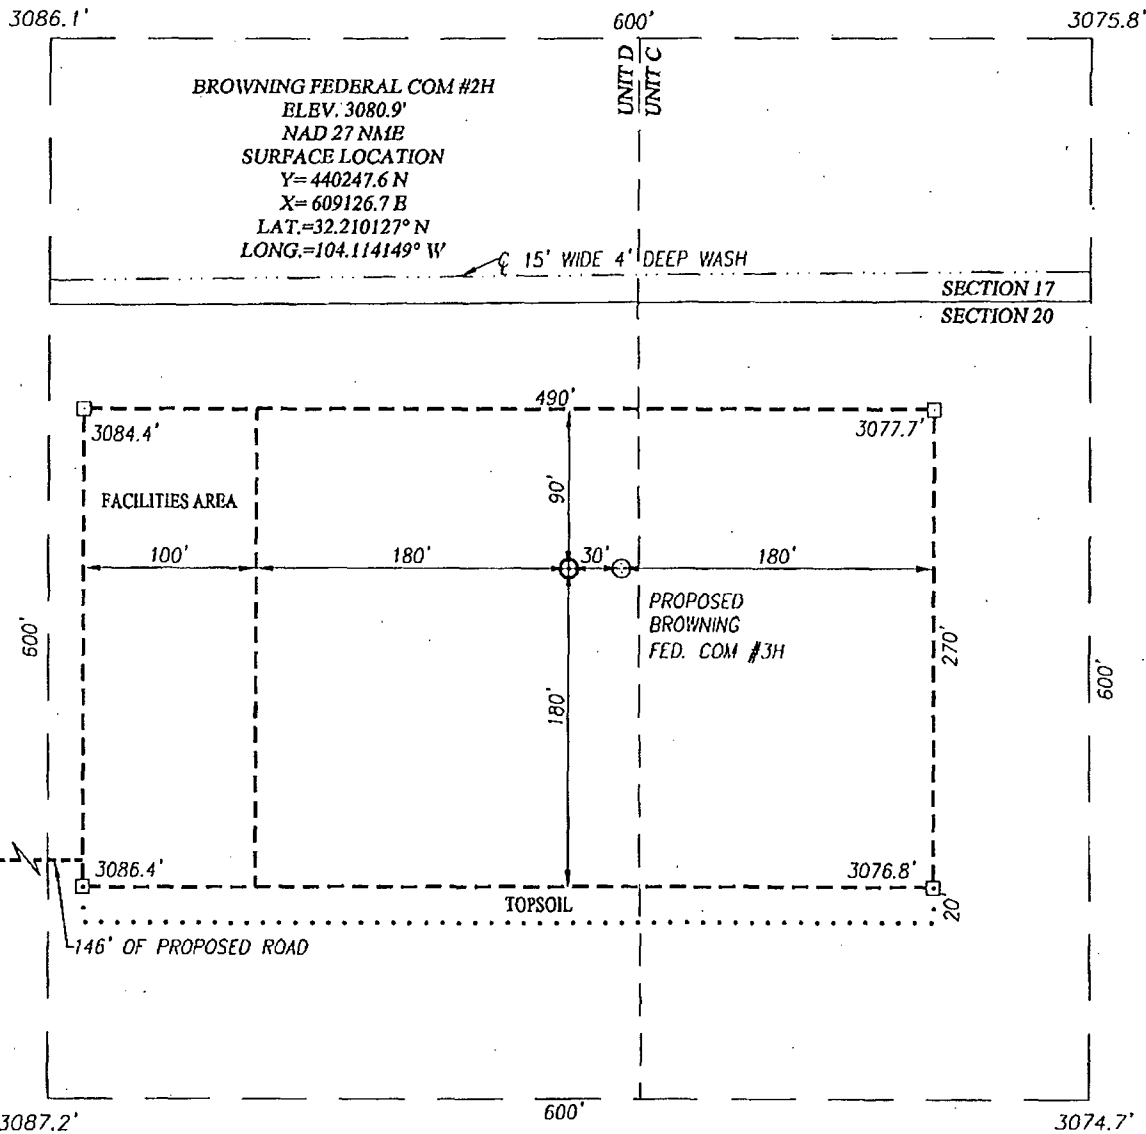 3086.1'
600'
3075.8'
UNIT D
UNIT C
BROWNING FEDERAL COM #2H
ELEV. 3080.9'
NAD 27 NME
SURFACE LOCATION
Y= 440247.6 N
X= 609126.7 E
LAT.=32.210127° N
LONG.=104.114149° W
℄ 15' WIDE 4' DEEP WASH
SECTION 17
SECTION 20
490'
3084.4'
3077.7'
FACILITIES AREA
90'
100'
180'
30'
180'
PROPOSED
BROWNING
FED. COM #3H
600'
270'
600'
180'
3086.4'
3076.8'
TOPSOIL
20'
146' OF PROPOSED ROAD
3087.2'
600'
3074.7'